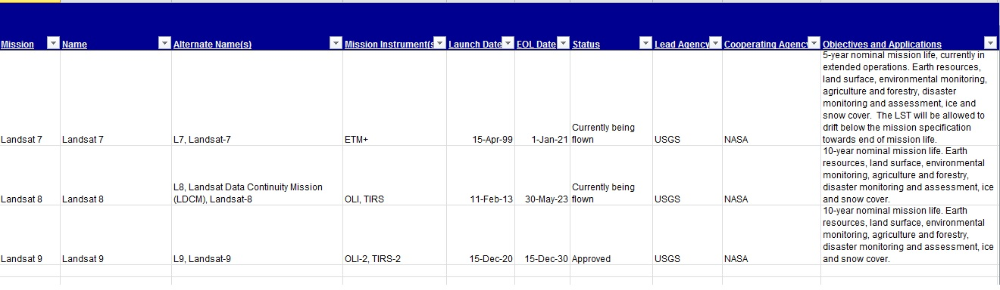 Mission Name Alternate Name(s) Mission Instrument(s Launch Date EOL Date Status Lead Agency Cooperating Agency Objectives and Applications
5-year nominal mission life, currently in
extended operations. Earth resources,
land surface, environmental monitoring,
agriculture and forestry, disaster
monitoring and assessment, ice and
snow cover.  The LST will be allowed to
Currently being drift below the mission specification
Landsat 7 Landsat 7 L7, Landsat-7 ETM+ 15-Apr-99 1-Jan-21 flown USGS NASA towards end of mission life.
10-year nominal mission life. Earth
resources, land surface, environmental
monitoring, agriculture and forestry,
L8, Landsat Data Continuity Mission Currently being disaster monitoring and assessment, ice
Landsat 8 Landsat 8 (LDCM), Landsat-8 OLI, TIRS 11-Feb-13 30-May-23 flown USGS NASA and snow cover.
10-year nominal mission life. Earth
resources, land surface, environmental
monitoring, agriculture and forestry,
disaster monitoring and assessment, ice
Landsat 9 Landsat 9 L9, Landsat-9 OLI-2, TIRS-2 15-Dec-20 15-Dec-30 Approved USGS NASA and snow cover.